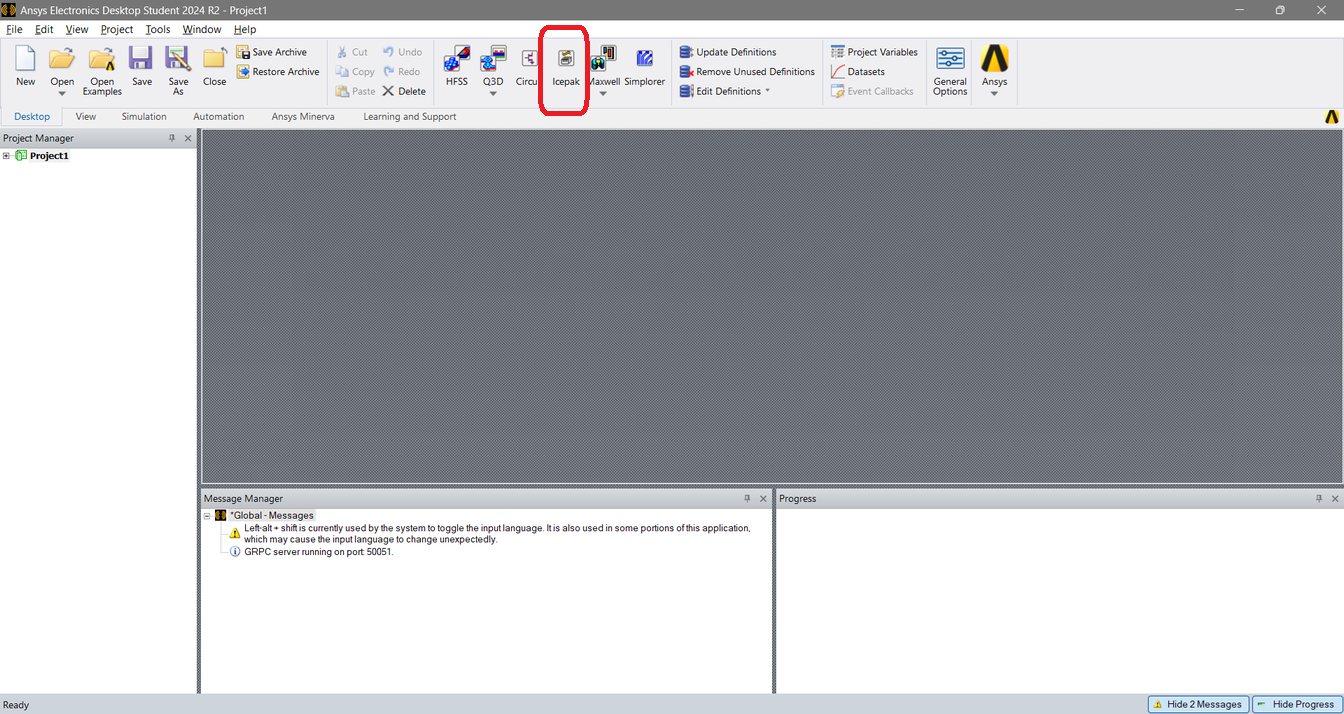 Ansys Electronics Desktop Student 2024 R2 - Project1
File Edit View Project Tools Window Help
New
Open
Open Examples
Save
Save As
Close
Save Archive
Restore Archive
Cut
Copy
Paste
Undo
Redo
Delete
HFSS
Q3D
Circu
Icepak
Maxwell
Simplorer
Update Definitions
Remove Unused Definitions
Edit Definitions
Project Variables
Datasets
Event Callbacks
General Options
Ansys
Desktop View Simulation Automation Ansys Minerva Learning and Support
Project Manager
Project1
Message Manager
*Global - Messages
Left-alt + shift is currently used by the system to toggle the input language. It is also used in some portions of this application,
which may cause the input language to change unexpectedly.
GRPC server running on port: 50051.
Progress
Ready
Hide 2 Messages
Hide Progress